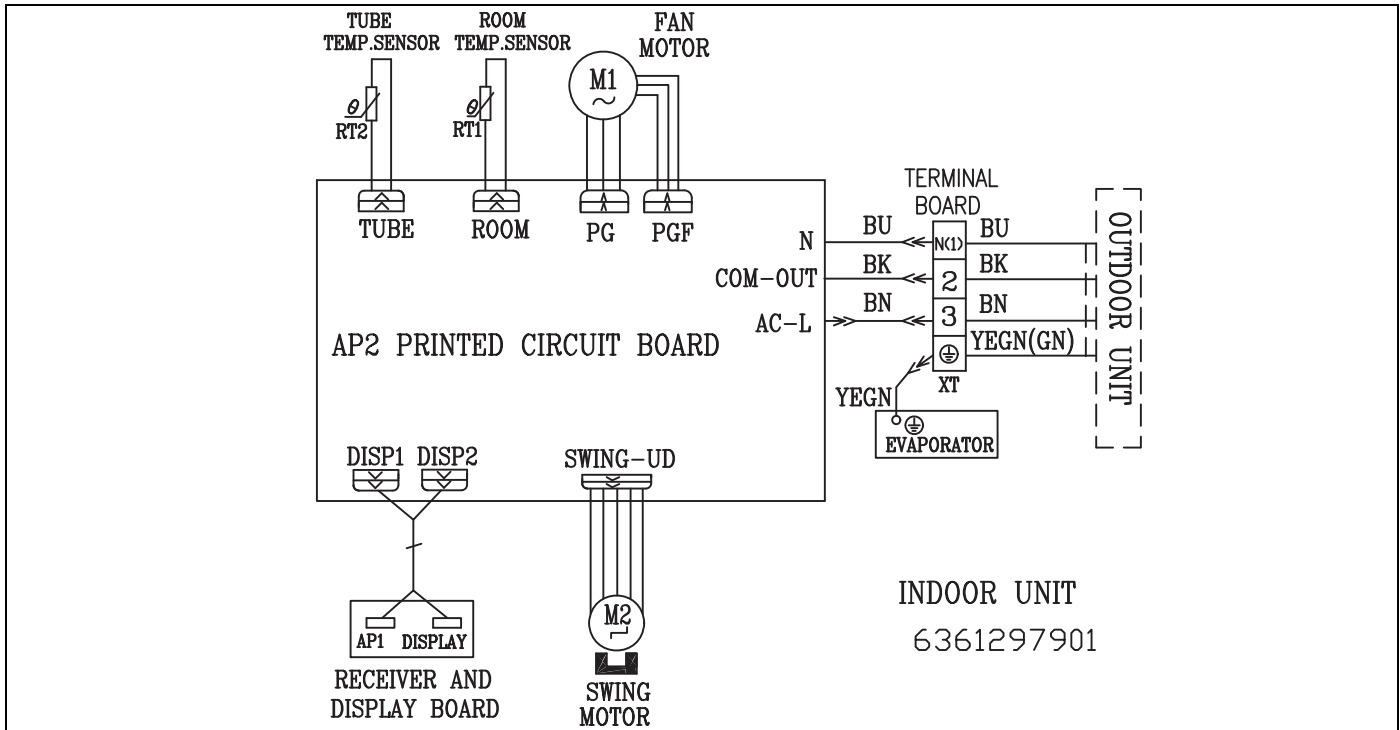 TUBE
TEMP.SENSOR
ROOM
TEMP.SENSOR
FAN
MOTOR
M1
θ
RT2
θ
RT1
TUBE
ROOM
PG
PGF
TERMINAL
BOARD
N
BU
N(1)
BU
COM-OUT
BK
2
BK
AC-L
BN
3
BN
YEGN(GN)
XT
YEGN
EVAPORATOR
OUTDOOR UNIT
AP2 PRINTED CIRCUIT BOARD
DISP1
DISP2
SWING-UD
AP1
DISPLAY
RECEIVER AND
DISPLAY BOARD
M2
SWING
MOTOR
INDOOR UNIT
6361297901